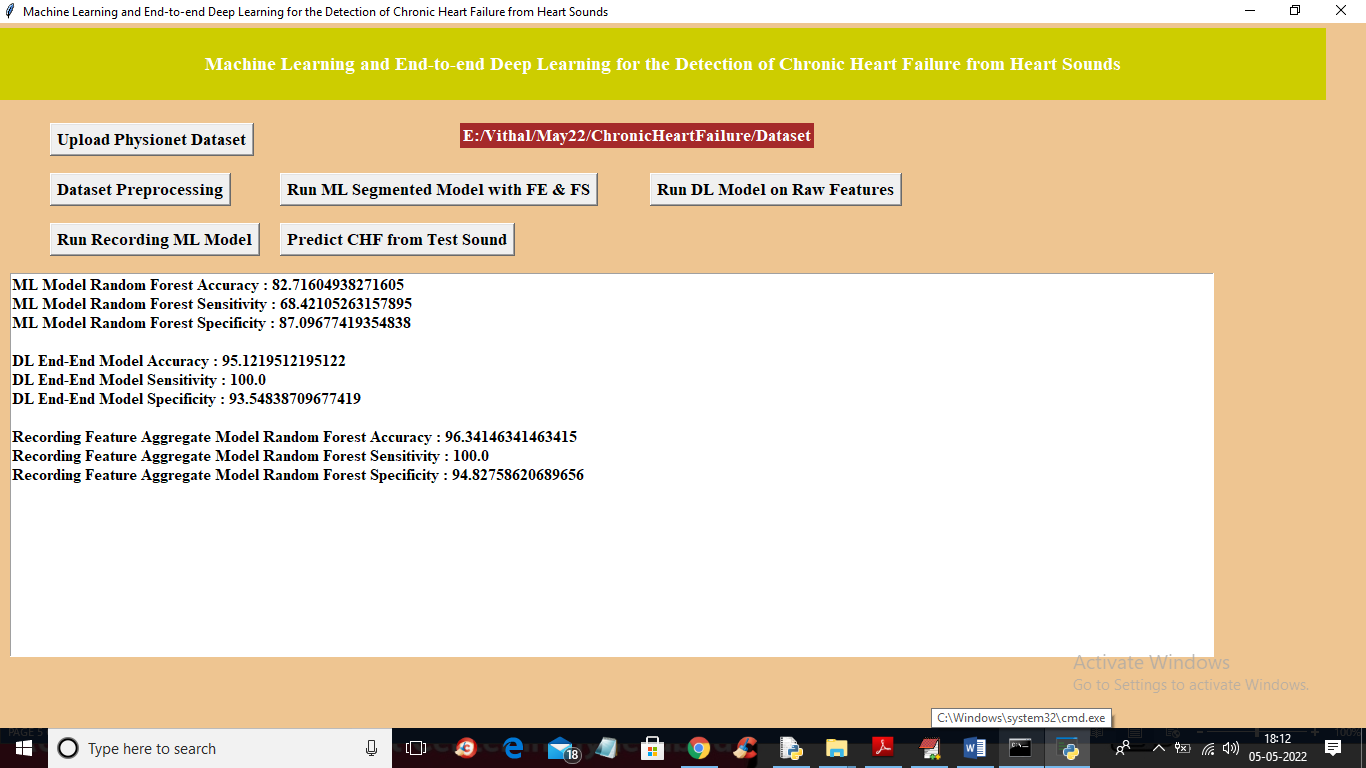 Machine Learning and End-to-end Deep Learning for the Detection of Chronic Heart Failure from Heart Sounds
Machine Learning and End-to-end Deep Learning for the Detection of Chronic Heart Failure from Heart Sounds
Upload Physionet Dataset
E:/Vithal/May22/ChronicHeartFailure/Dataset
Dataset Preprocessing
Run ML Segmented Model with FE & FS
Run DL Model on Raw Features
Run Recording ML Model
Predict CHF from Test Sound
ML Model Random Forest Accuracy : 82.71604938271605
ML Model Random Forest Sensitivity : 68.42105263157895
ML Model Random Forest Specificity : 87.09677419354838
DL End-End Model Accuracy : 95.1219512195122
DL End-End Model Sensitivity : 100.0
DL End-End Model Specificity : 93.54838709677419
Recording Feature Aggregate Model Random Forest Accuracy : 96.34146341463415
Recording Feature Aggregate Model Random Forest Sensitivity : 100.0
Recording Feature Aggregate Model Random Forest Specificity : 94.82758620689656
Activate Windows
Go to Settings to activate Windows.
C:\Windows\system32\cmd.exe
Type here to search
18
18:12
05-05-2022